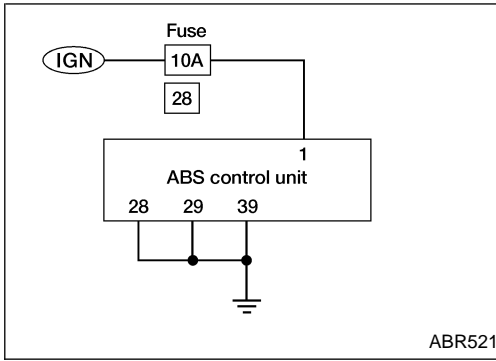 Fuse
IGN
10A
28
1
ABS control unit
28 29 39
ABR521